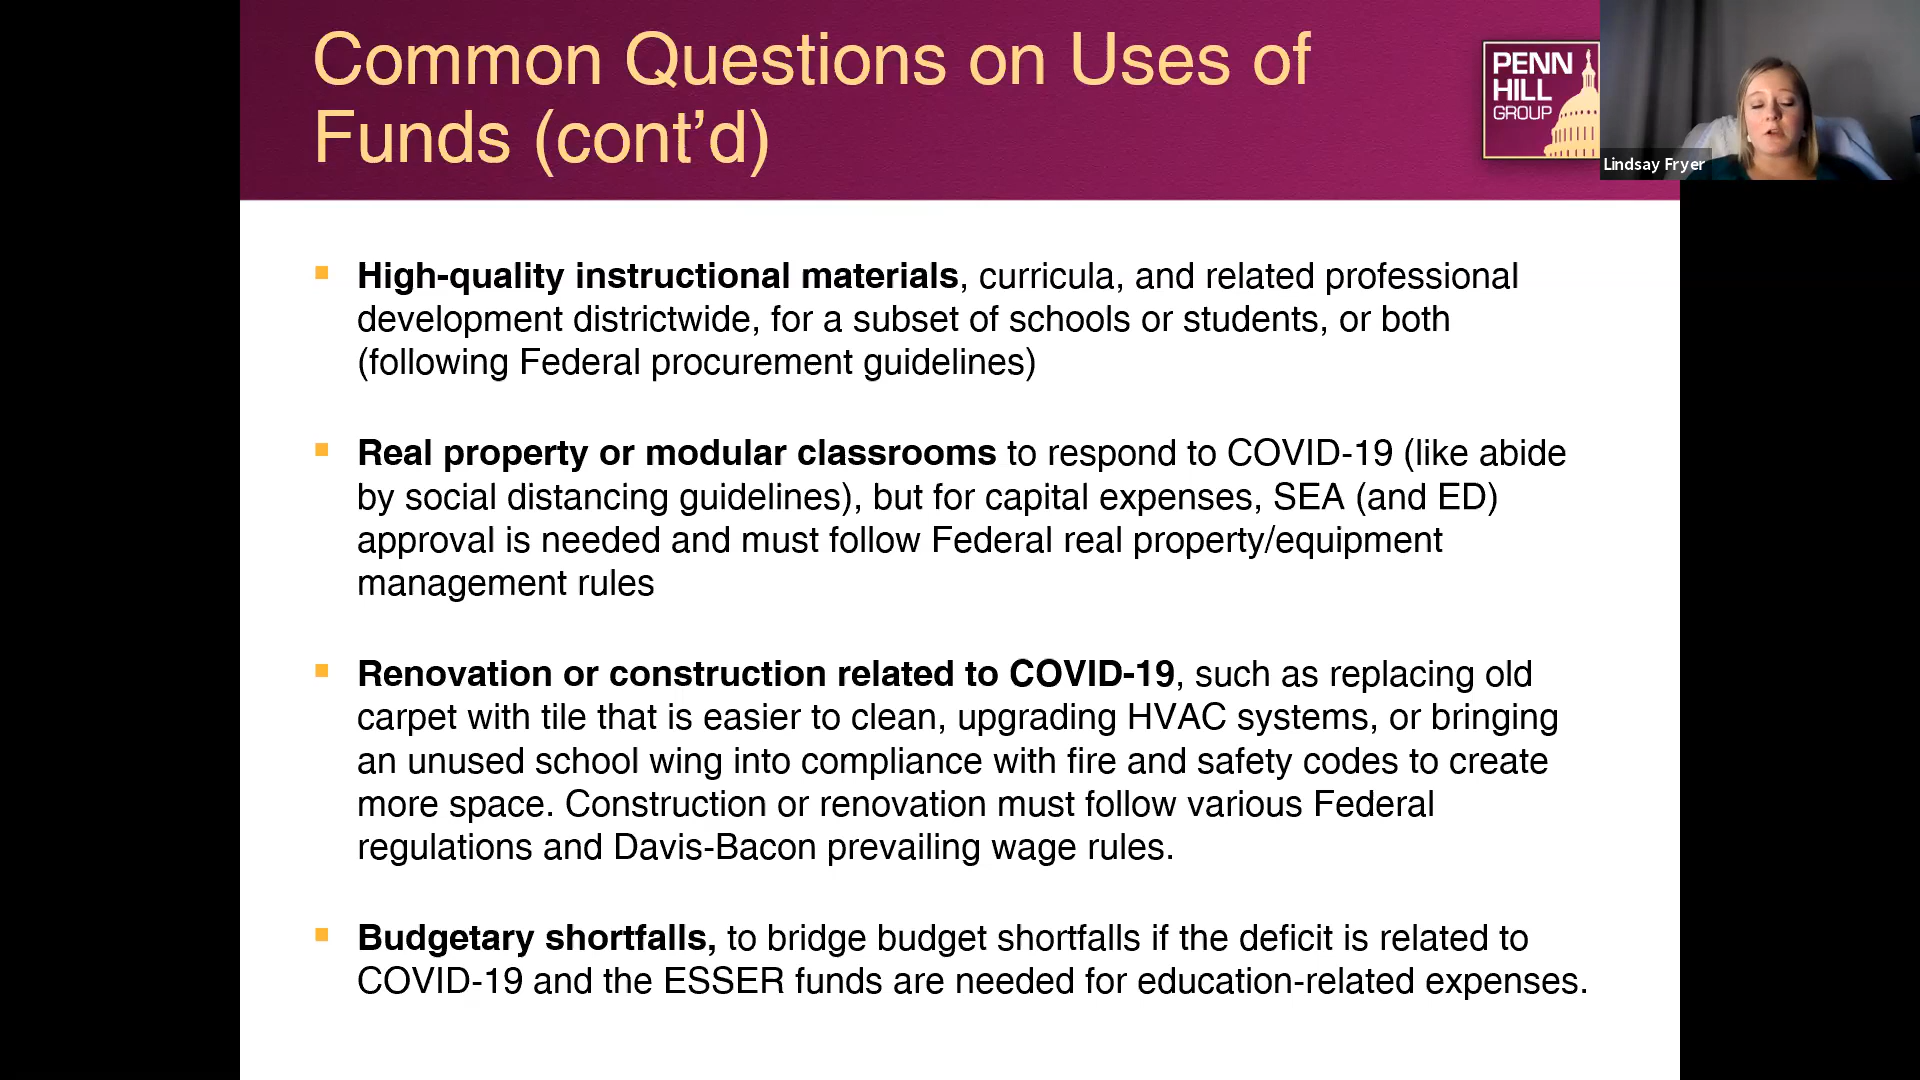 Common Questions on Uses of
Funds (cont’d)
PENN
HILL
GROUP
Lindsay Fryer
High-quality instructional materials, curricula, and related professional
development districtwide, for a subset of schools or students, or both
(following Federal procurement guidelines)
Real property or modular classrooms to respond to COVID-19 (like abide
by social distancing guidelines), but for capital expenses, SEA (and ED)
approval is needed and must follow Federal real property/equipment
management rules
Renovation or construction related to COVID-19, such as replacing old
carpet with tile that is easier to clean, upgrading HVAC systems, or bringing
an unused school wing into compliance with fire and safety codes to create
more space. Construction or renovation must follow various Federal
regulations and Davis-Bacon prevailing wage rules.
Budgetary shortfalls, to bridge budget shortfalls if the deficit is related to
COVID-19 and the ESSER funds are needed for education-related expenses.